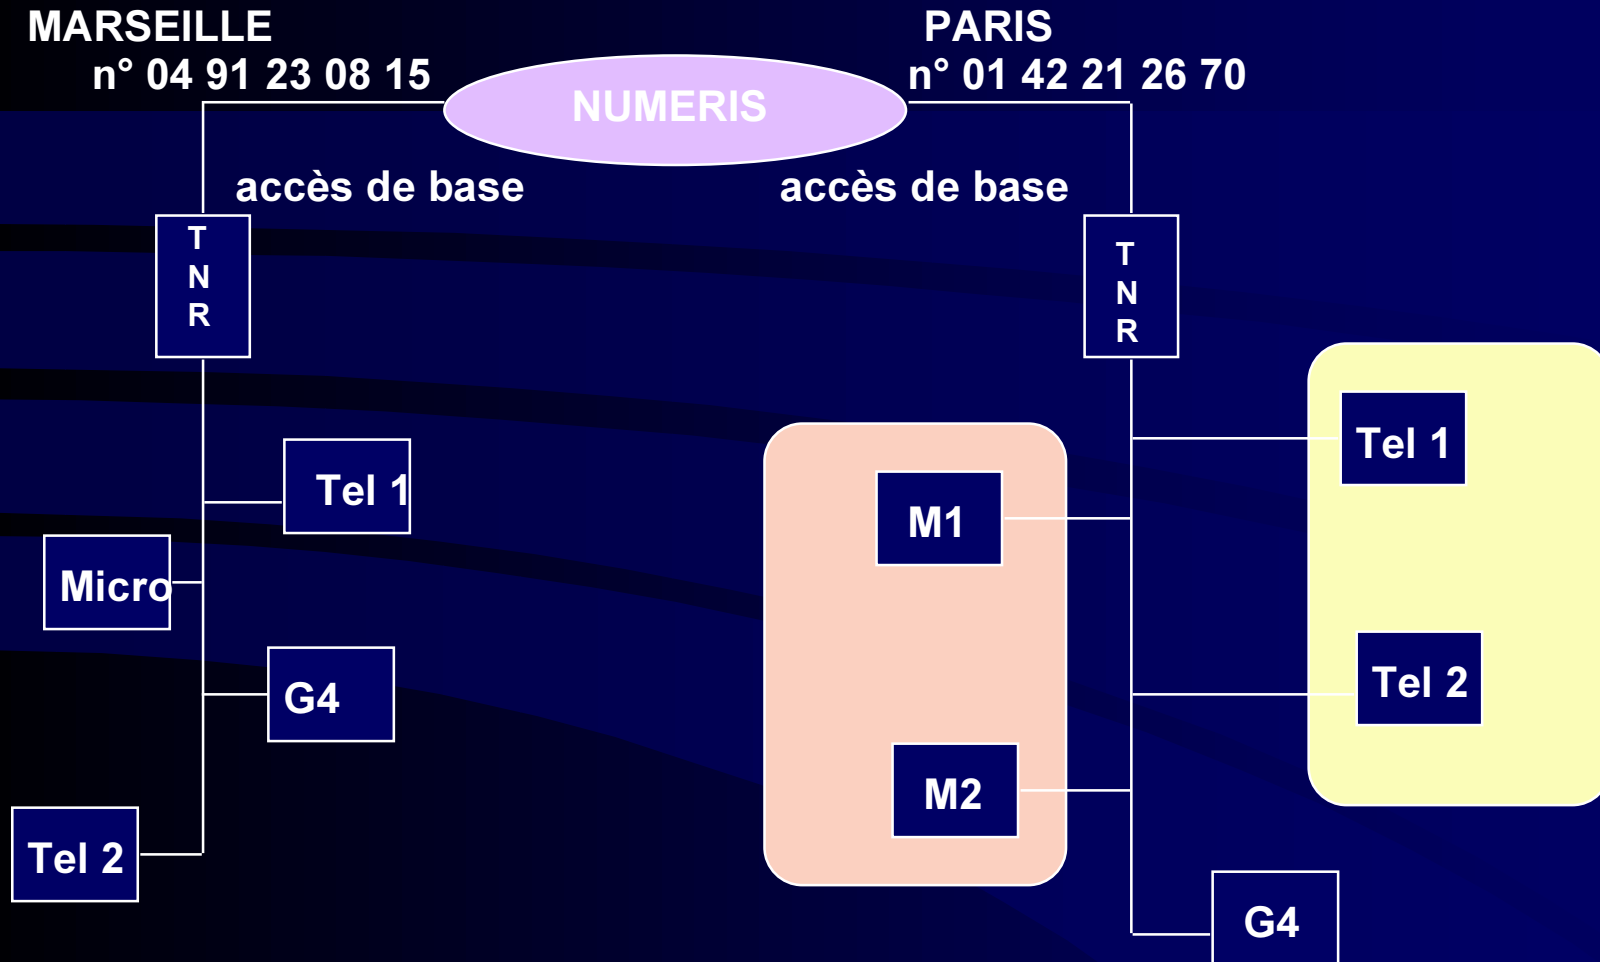 MARSEILLE
n° 04 91 23 08 15
PARIS
n° 01 42 21 26 70
NUMERIS
accès de base
accès de base
T
N
R
T
N
R
Tel 1
Micro
G4
Tel 2
M1
M2
Tel 1
Tel 2
G4